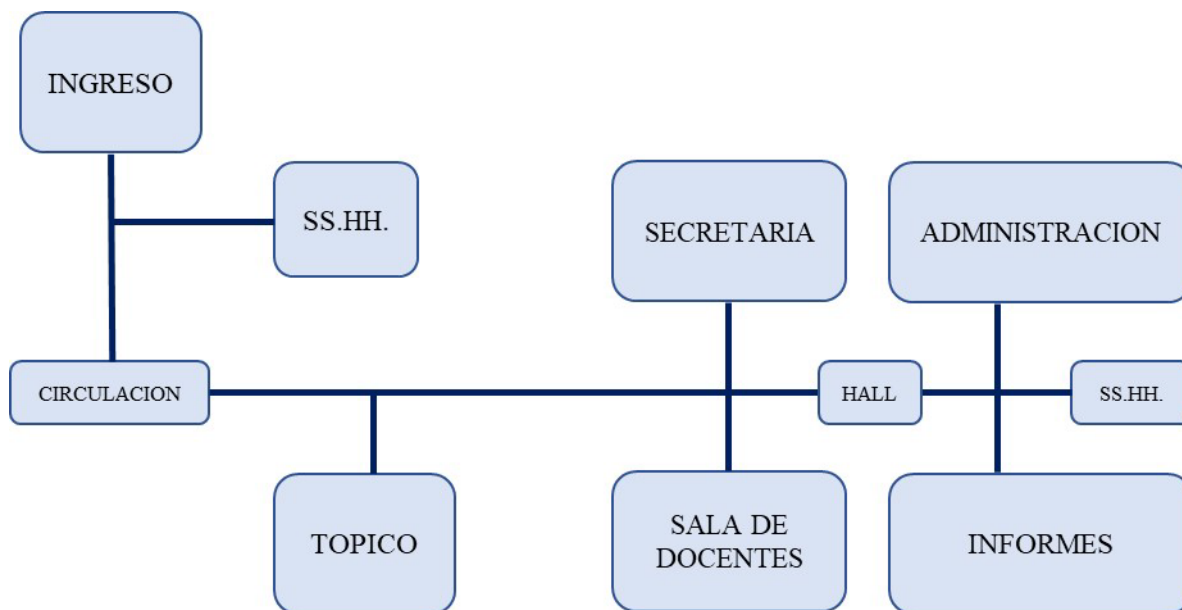 INGRESO
SS.HH.
SECRETARIA
ADMINISTRACION
CIRCULACION
HALL
SS.HH.
TOPICO
SALA DE
DOCENTES
INFORMES